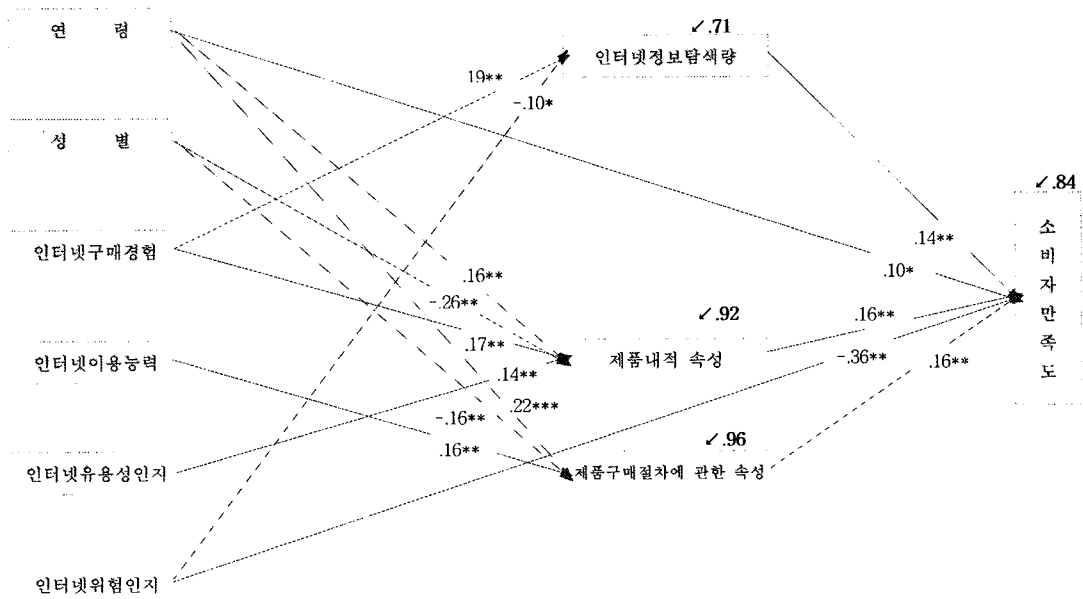 연 령
성 별
인터넷구매경험
인터넷이용능력
인터넷유용성인지
인터넷위험인지
↙.71
인터넷정보탐색량
19**
-.10*
.16**
-.26**
.17**
.14**
-.16**
.22***
.16**
↙.92
제품내적 속성
↙.96
제품구매절차에 관한 속성
.14**
.10*
.16**
-.36**
.16**
↙.84
소
비
자
만
족
도